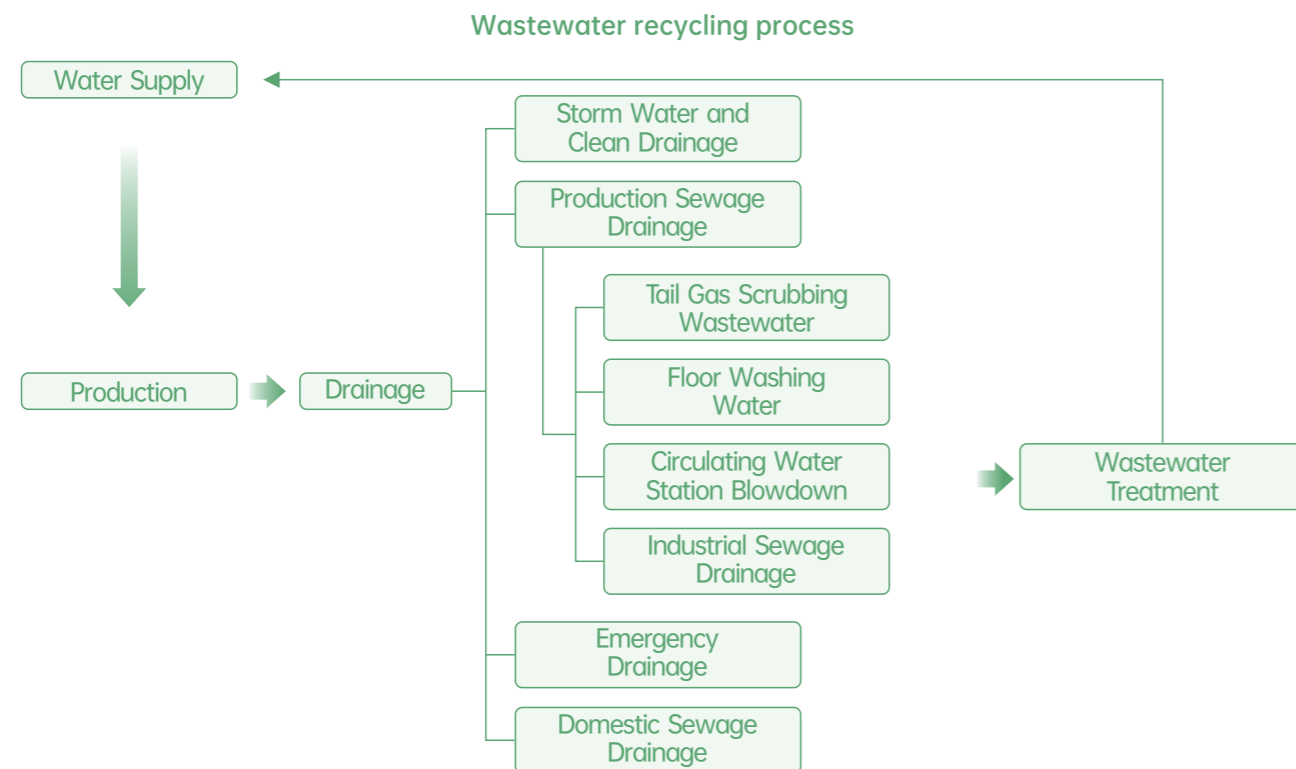 Wastewater recycling process
Water Supply
Storm Water and
Clean Drainage
Production Sewage
Drainage
Tail Gas Scrubbing
Wastewater
Floor Washing
Water
Production
Drainage
Circulating Water
Station Blowdown
Wastewater
Treatment
Industrial Sewage
Drainage
Emergency
Drainage
Domestic Sewage
Drainage